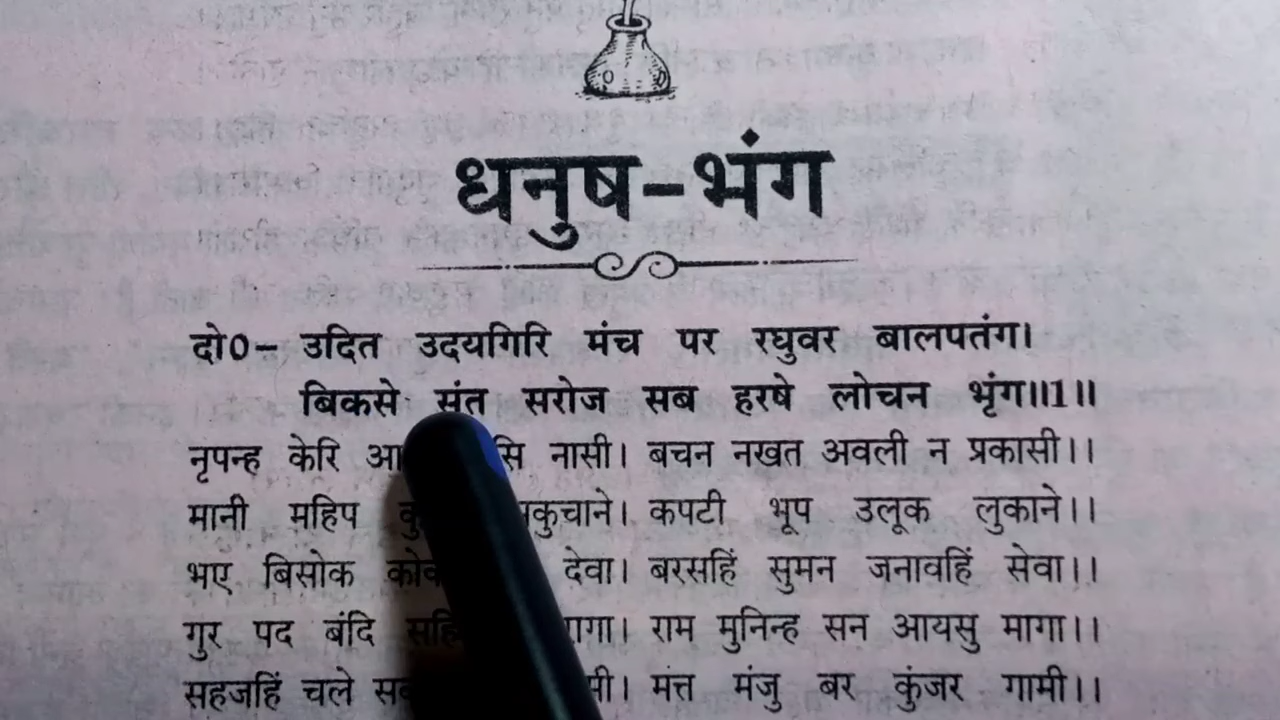 धनुष-भंग
दो0- उदित उदयगिरि मंच पर रघुवर बालपतंग।
बिकसे संत सरोज सब हरषे लोचन भृंग॥1॥
नृपन्ह केरि नासी। बचन नखत अवली न प्रकासी।।
मानी महिप कपटी भूप उलूक लुकाने।।
भए बिसोक देवा। बरसहिं सुमन जनावहिं सेवा।।
गुर पद बंदि राम मुनिन्ह सन आयसु मागा।।
सहजहिं चले मत्त मंजु बर कुंजर गामी।।